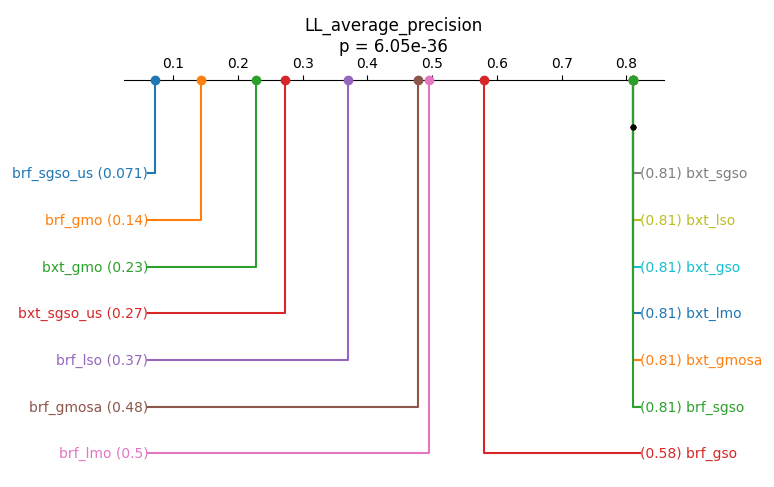 LL_average_precision
p = 6.05e-36
0.1 0.2 0.3 0.4 0.5 0.6 0.7 0.8
brf_sgso_us (0.071) (0.81) bxt_sgso
brf_gmo (0.14) (0.81) bxt_lso
bxt_gmo (0.23) (0.81) bxt_gso
bxt_sgso_us (0.27) (0.81) bxt_lmo
brf_lso (0.37) (0.81) bxt_gmosa
brf_gmosa (0.48) (0.81) brf_sgso
brf_lmo (0.5) (0.58) brf_gso